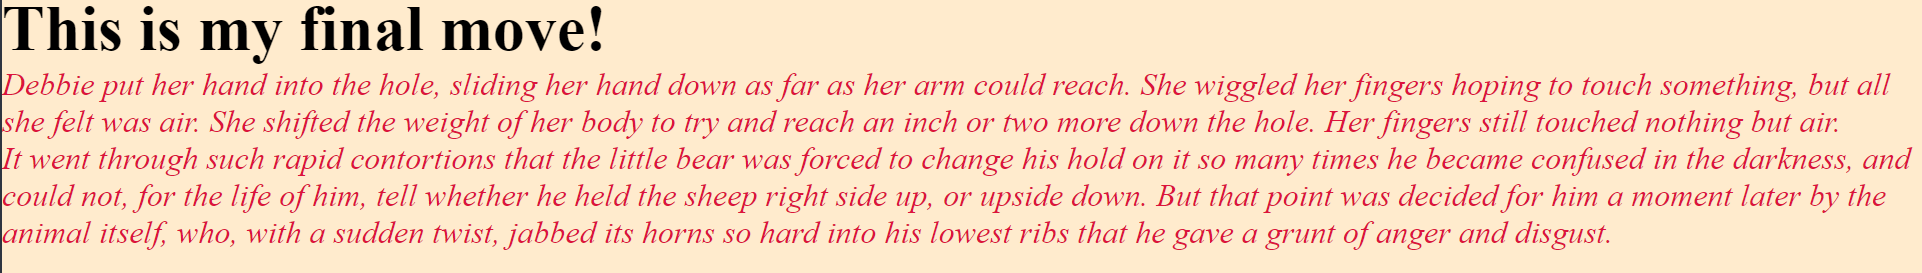 This is my final move!
Debbie put her hand into the hole, sliding her hand down as far as her arm could reach. She wiggled her fingers hoping to touch something, but all
she felt was air. She shifted the weight of her body to try and reach an inch or two more down the hole. Her fingers still touched nothing but air.
It went through such rapid contortions that the little bear was forced to change his hold on it so many times he became confused in the darkness, and
could not, for the life of him, tell whether he held the sheep right side up, or upside down. But that point was decided for him a moment later by the
animal itself, who, with a sudden twist, jabbed its horns so hard into his lowest ribs that he gave a grunt of anger and disgust.